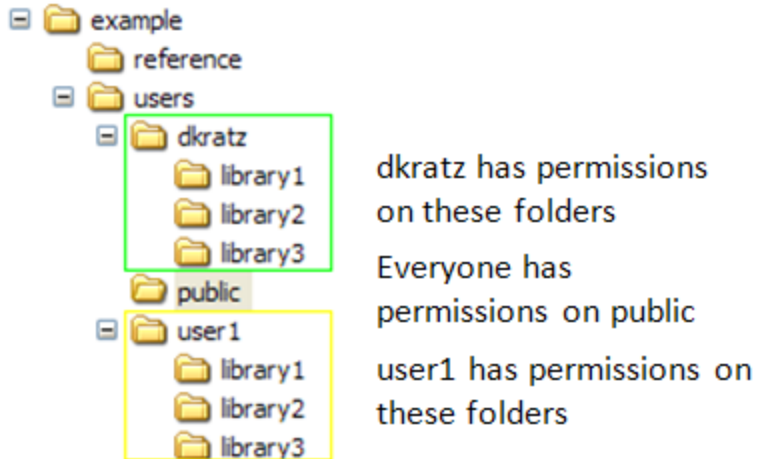 example
reference
users
dkratz
library1
library2
library3
public
user1
library1
library2
library3
dkratz has permissions
on these folders
Everyone has
permissions on public
user1 has permissions on
these folders